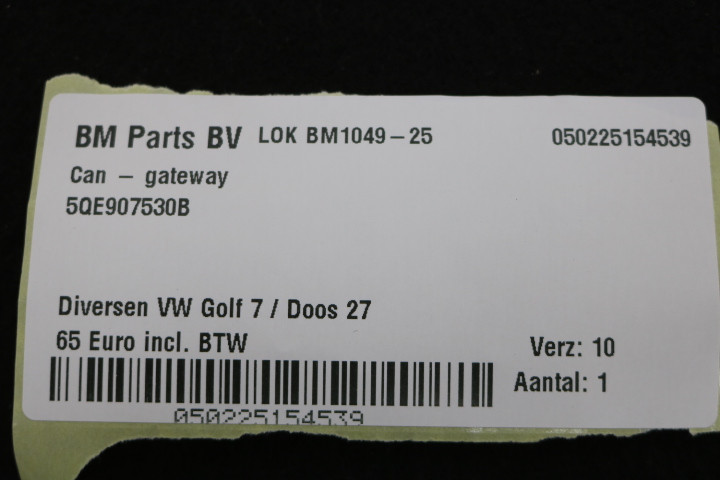 BM Parts BV LOK BM1049-25 050225154539
Can - gateway
5QE907530B
Diversen VW Golf 7 / Doos 27
65 Euro incl. BTW Verz: 10
Aantal: 1
050225154539